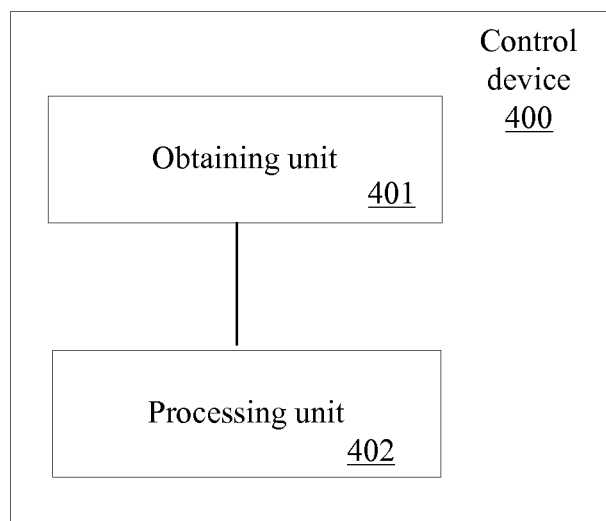 Control
device
400
Obtaining unit
401
Processing unit
402